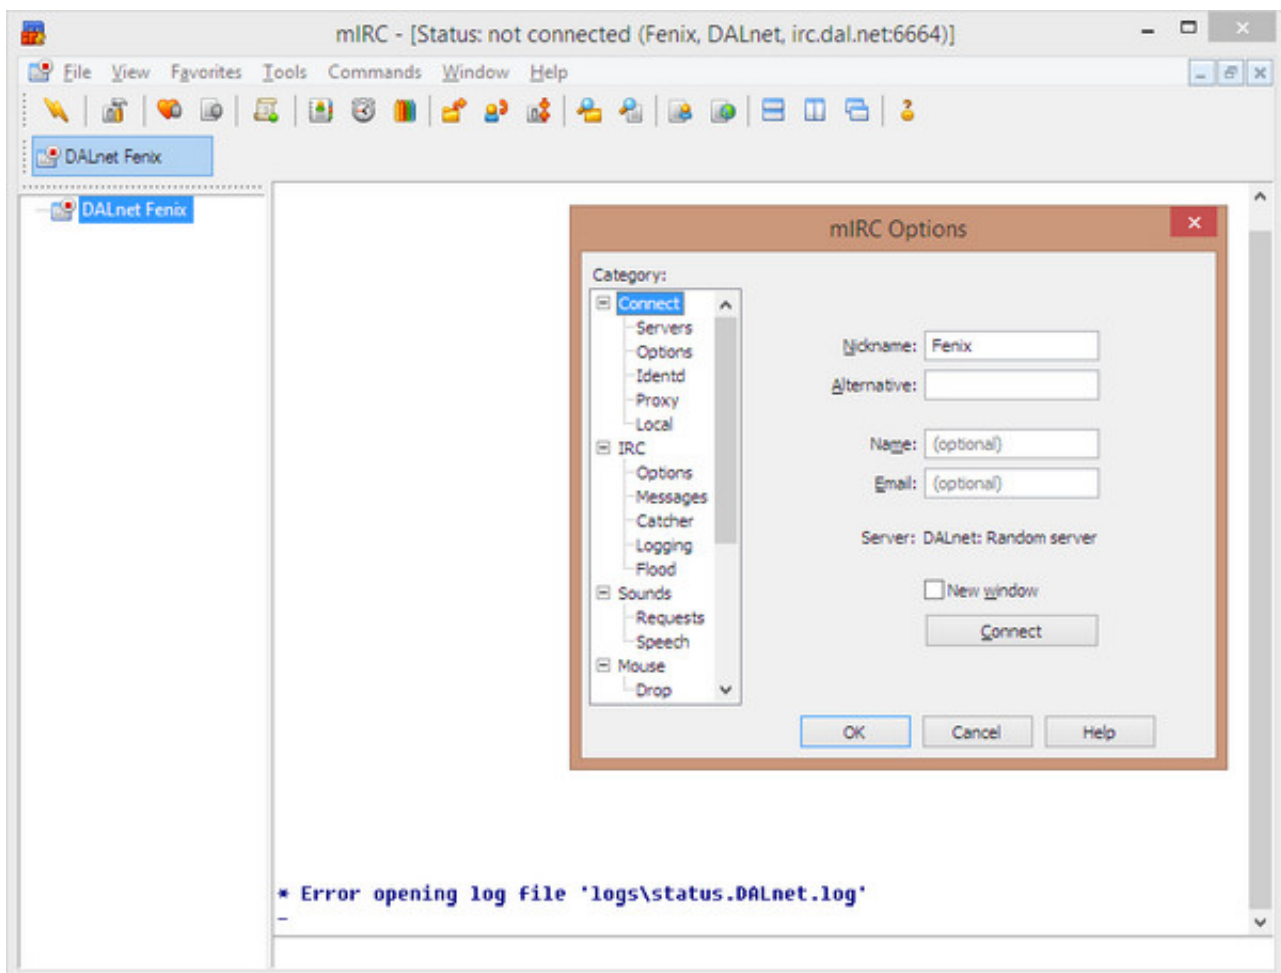 mIRC - [Status: not connected (Fenix, DALnet, irc.dal.net:6664)]
File View Favorites Tools Commands Window Help
DALnet Fenix
DALnet Fenix
mIRC Options
Category:
Connect
Servers
Options
Identd
Proxy
Local
IRC
Options
Messages
Catcher
Logging
Flood
Sounds
Requests
Speech
Mouse
Drop
Nickname: Fenix
Alternative:
Name: (optional)
Email: (optional)
Server: DALnet: Random server
New window
Connect
OK Cancel Help
* Error opening log file 'logs\status.DALnet.log'
-